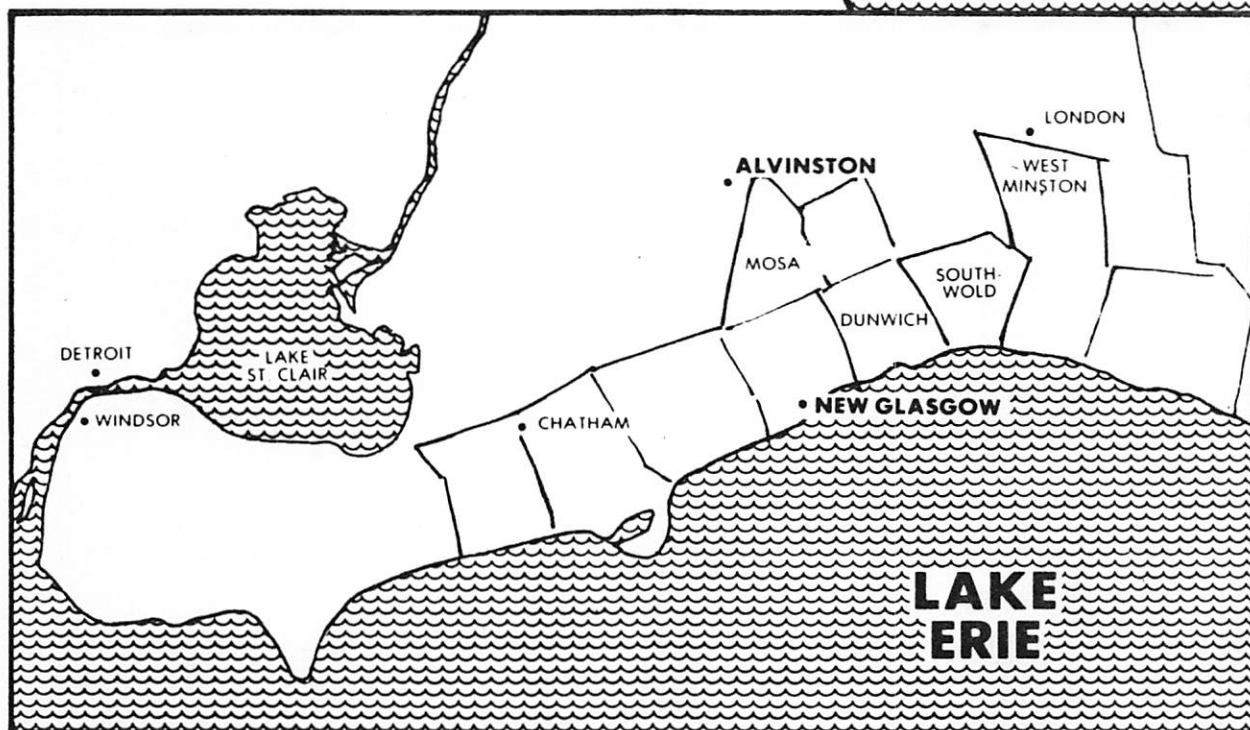 LONDON
ALVINSTON
WEST
MINSTON
MOSA
SOUTH-
WOLD
DUNWICH
DETROIT
LAKE
ST. CLAIR
NEW GLASGOW
WINDSOR
CHATHAM
LAKE
ERIE